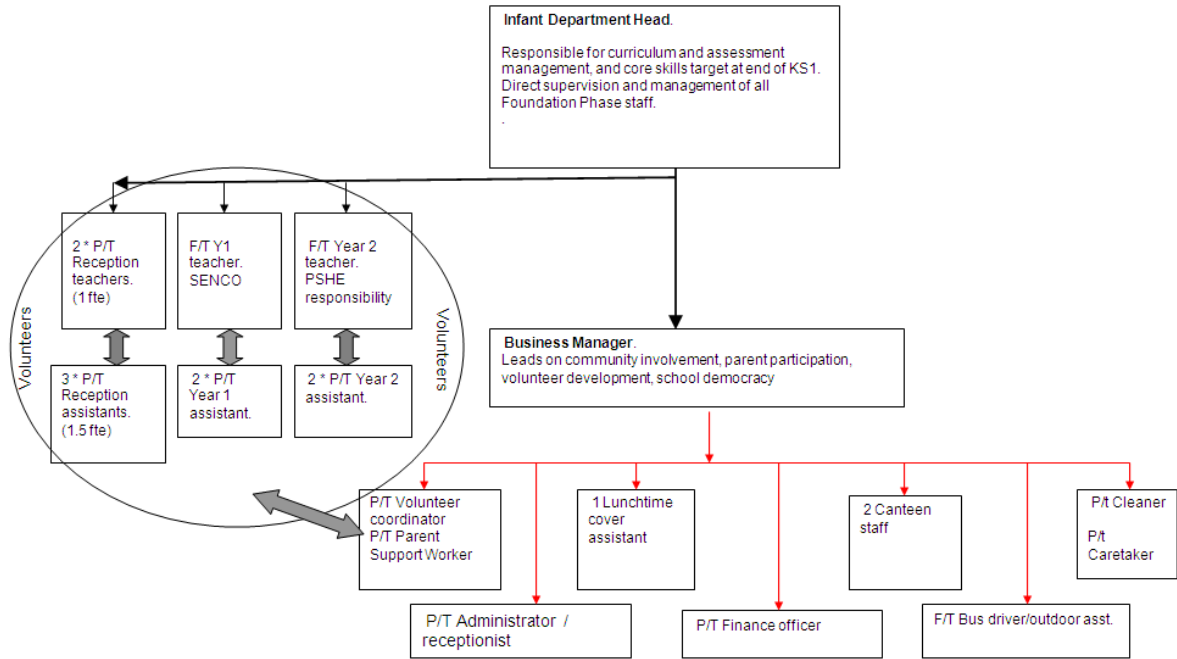 Infant Department Head.
Responsible for curriculum and assessment
management, and core skills target at end of KS1.
Direct supervision and management of all
Foundation Phase staff.
.
2 * P/T
Reception
teachers.
(1 fte)
F/T Y1
teacher.
SENCO
F/T Year 2
teacher.
PSHE
responsibility
Volunteers
Volunteers
3 * P/T
Reception
assistants.
(1.5 fte)
2 * P/T
Year 1
assistant.
2 * P/T Year 2
assistant.
Business Manager.
Leads on community involvement, parent participation,
volunteer development, school democracy
P/T Volunteer
coordinator
P/T Parent
Support Worker
1 Lunchtime
cover
assistant
2 Canteen
staff
P/t Cleaner
P/t
Caretaker
P/T Administrator /
receptionist
P/T Finance officer
F/T Bus driver/outdoor asst.